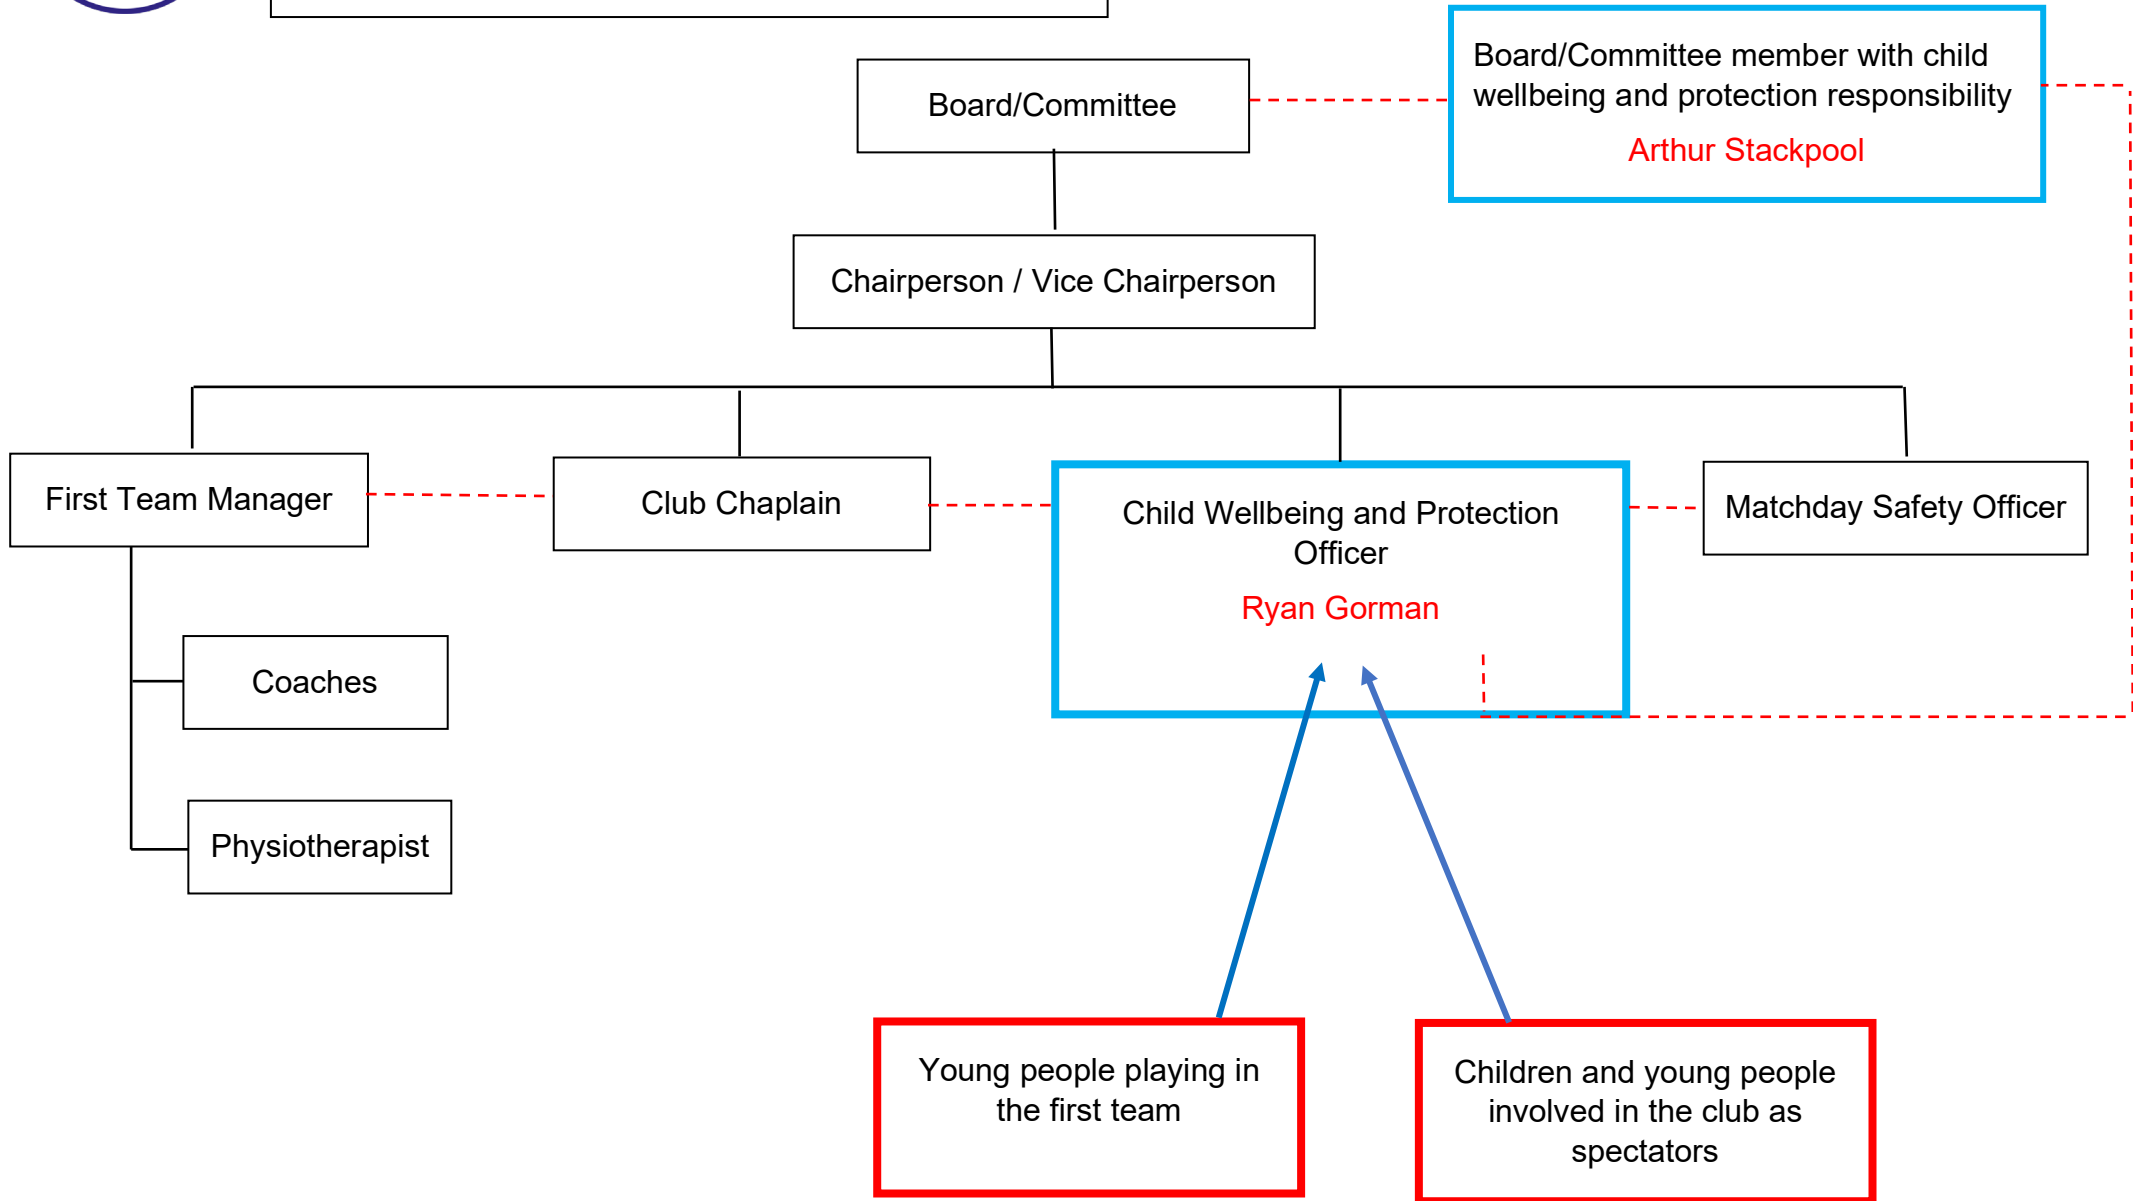 Board/Committee member with child
wellbeing and protection responsibility
Arthur Stackpool
Board/Committee
Chairperson / Vice Chairperson
First Team Manager
Club Chaplain
Child Wellbeing and Protection
Officer
Ryan Gorman
Matchday Safety Officer
Coaches
Physiotherapist
Young people playing in
the first team
Children and young people
involved in the club as
spectators